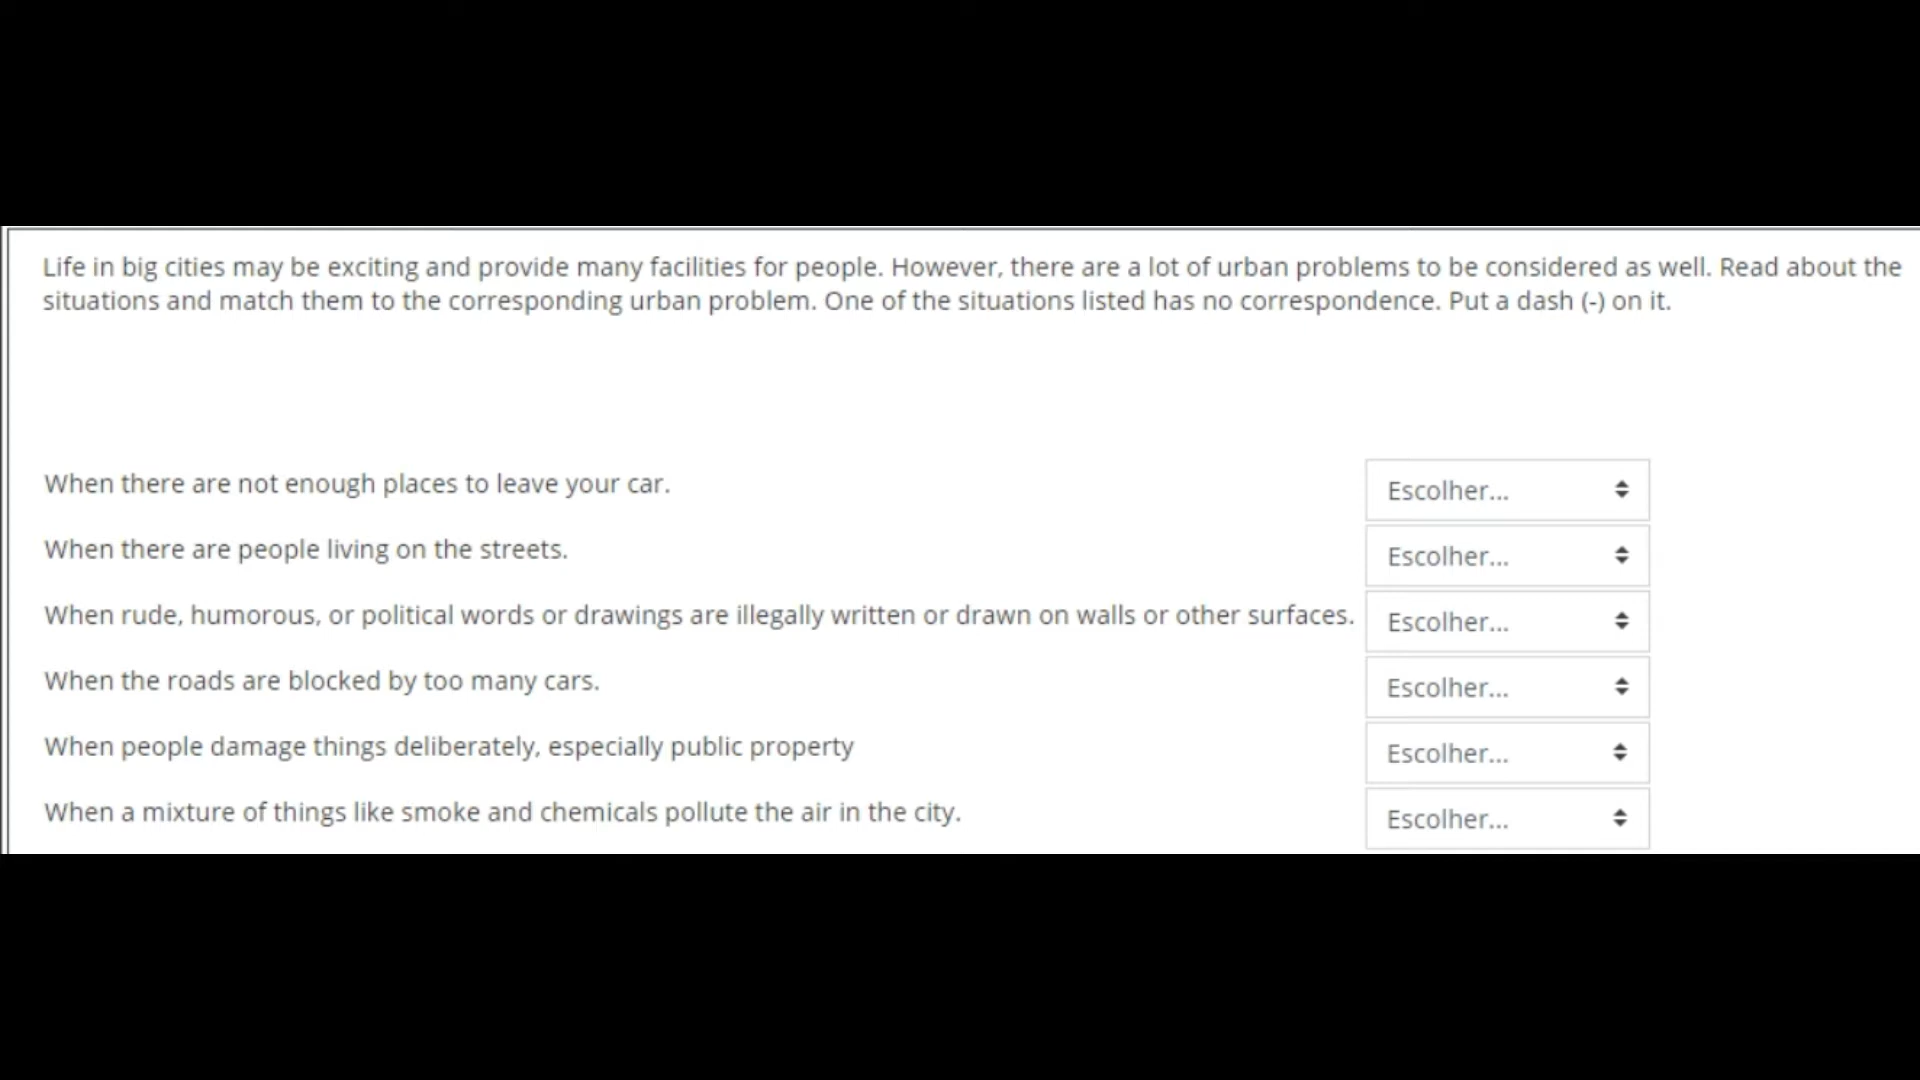 Life in big cities may be exciting and provide many facilities for people. However, there are a lot of urban problems to be considered as well. Read about the
situations and match them to the corresponding urban problem. One of the situations listed has no correspondence. Put a dash (-) on it.
When there are not enough places to leave your car.
Escolher...
When there are people living on the streets.
Escolher...
When rude, humorous, or political words or drawings are illegally written or drawn on walls or other surfaces.
Escolher...
When the roads are blocked by too many cars.
Escolher...
When people damage things deliberately, especially public property
Escolher...
When a mixture of things like smoke and chemicals pollute the air in the city.
Escolher...